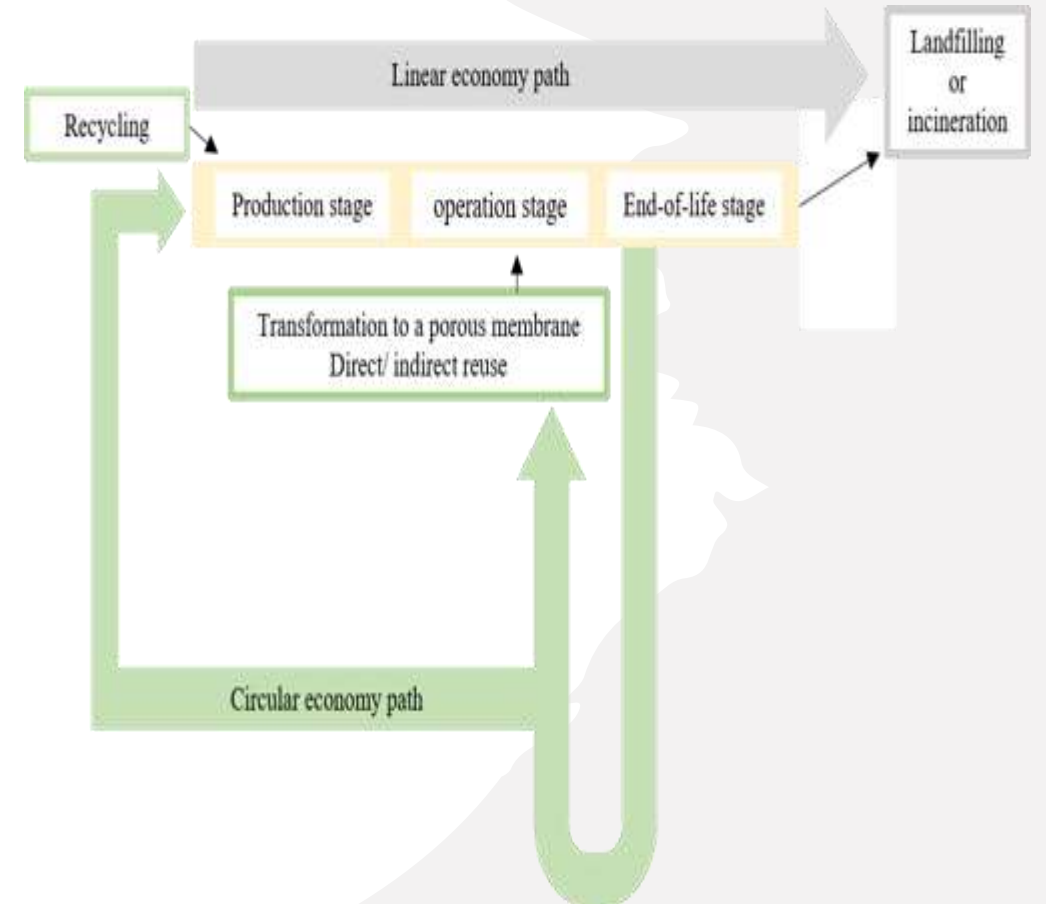 Linear economy path
Landfilling
or
incineration
Recycling
Production stage
operation stage
End-of-life stage
Transformation to a porous membrane
Direct/ indirect reuse
Circular economy path